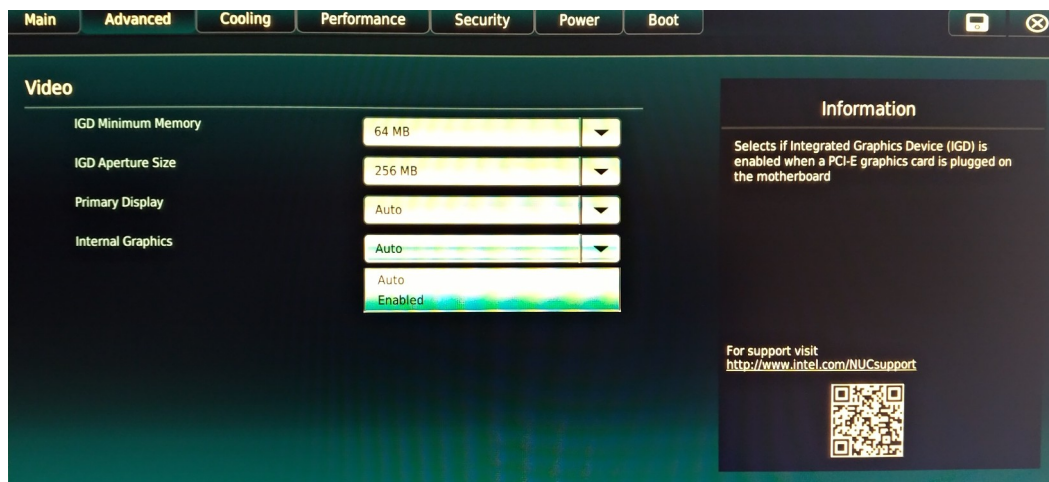 Main Advanced Cooling Performance Security Power Boot
Video
IGD Minimum Memory 64 MB
IGD Aperture Size 256 MB
Primary Display Auto
Internal Graphics Auto
Auto
Enabled
Information
Selects if Integrated Graphics Device (IGD) is
enabled when a PCI-E graphics card is plugged on
the motherboard
For support visit
http://www.intel.com/NUCsupport